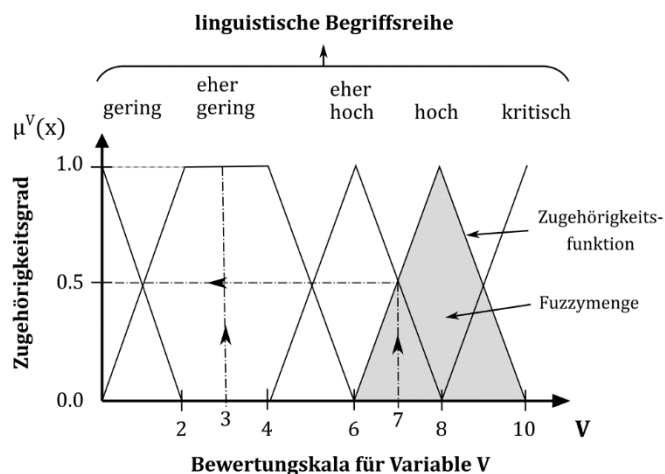 linguistische Begriffsreihe
gering
eher
gering
eher
hoch
hoch
kritisch
μⱽ(x)
1.0
0.5
0.0
Zugehörigkeitsgrad
Zugehörigkeits-
funktion
Fuzzymenge
2 3 4 6 7 8 10 V
Bewertungskala für Variable V